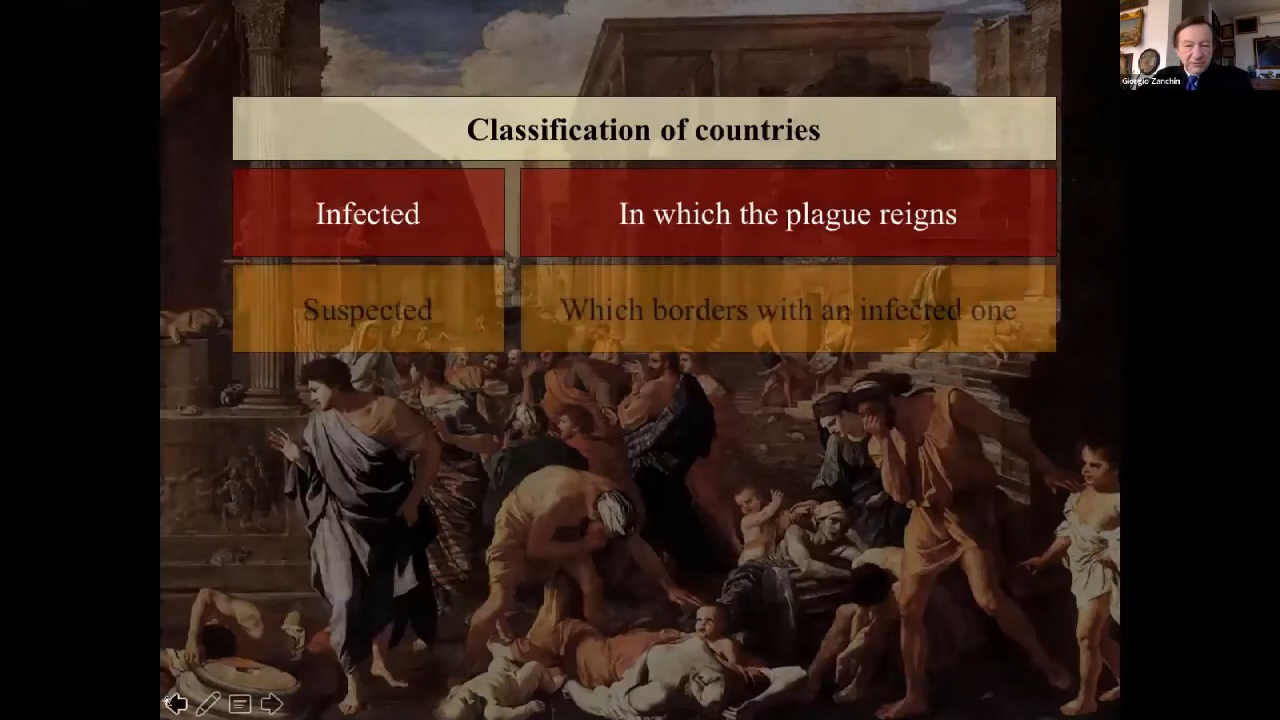 Giorgio Zanchin
Classification of countries
Infected
In which the plague reigns
Suspected
Which borders with an infected one